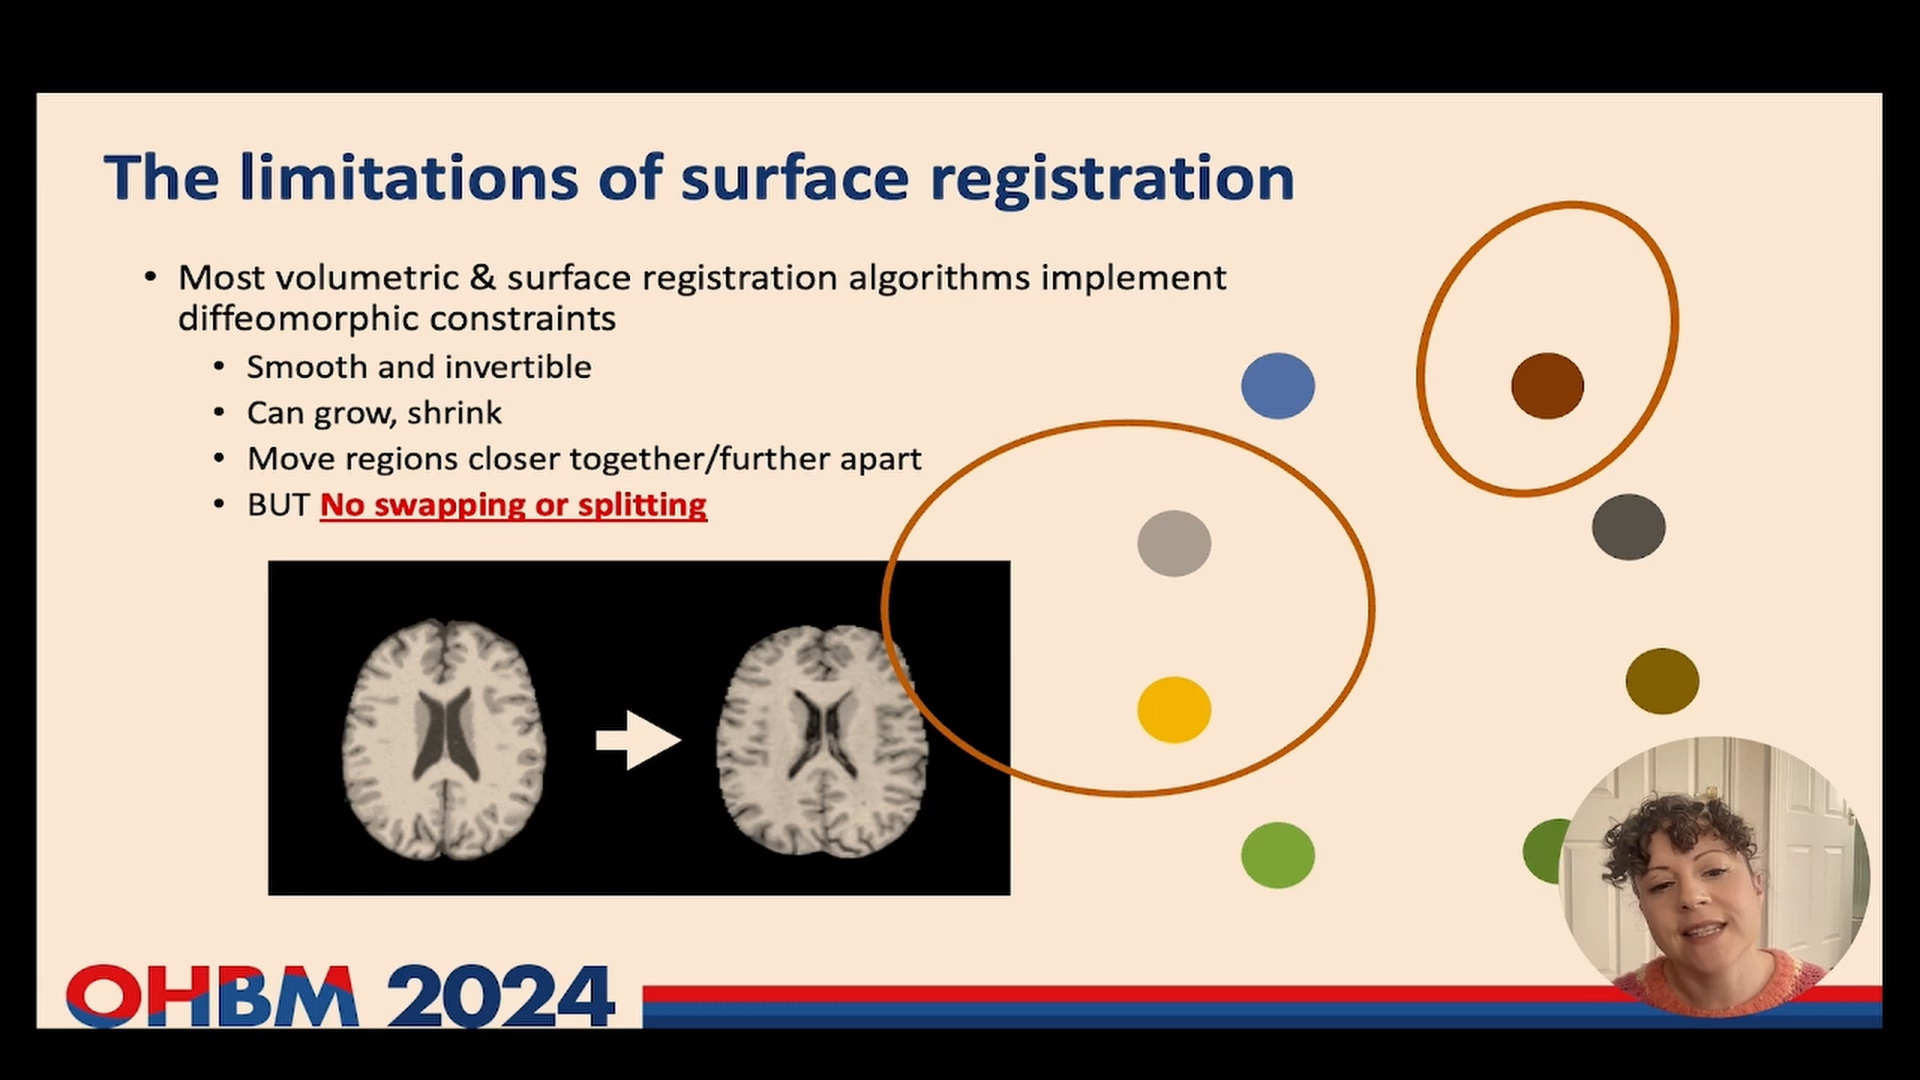 The limitations of surface registration
• Most volumetric & surface registration algorithms implement
diffeomorphic constraints
• Smooth and invertible
• Can grow, shrink
• Move regions closer together/further apart
• BUT No swapping or splitting
OHBM 2024